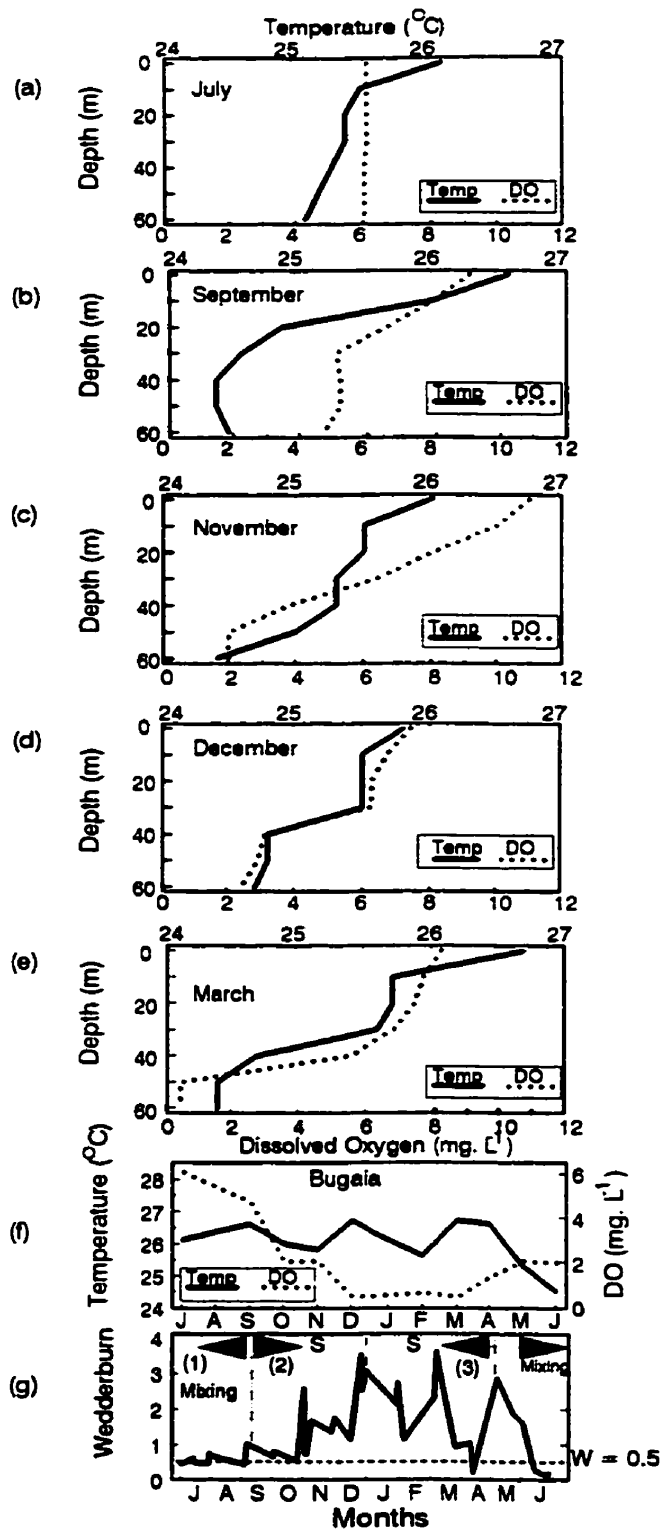 Temperature (°C)
24 25 26 27
(a)
July
Depth (m)
0
20
40
60
Temp DO
0 2 4 6 8 10 12
24 25 26 27
(b)
September
Depth (m)
0
20
40
60
Temp DO
0 2 4 6 8 10 12
24 25 26 27
(c)
November
Depth (m)
0
20
40
60
Temp DO
0 2 4 6 8 10 12
24 25 26 27
(d)
December
Depth (m)
0
20
40
60
Temp DO
0 2 4 6 8 10 12
24 25 26 27
(e)
March
Depth (m)
0
20
40
60
Temp DO
0 2 4 6 8 10 12
Dissolved Oxygen (mg. L¹)
(f)
Bugaia
Temperature (°C)
28
27
26
25
24
6
4
2
0
DO (mg. L¹)
Temp DO
J A S O N D J F M A M J
(g)
Wedderburn
4
3
2
1
0
S S
(1) (2) (3)
Mixing Mixing
W = 0.5
J A S O N D J F M A M J
Months